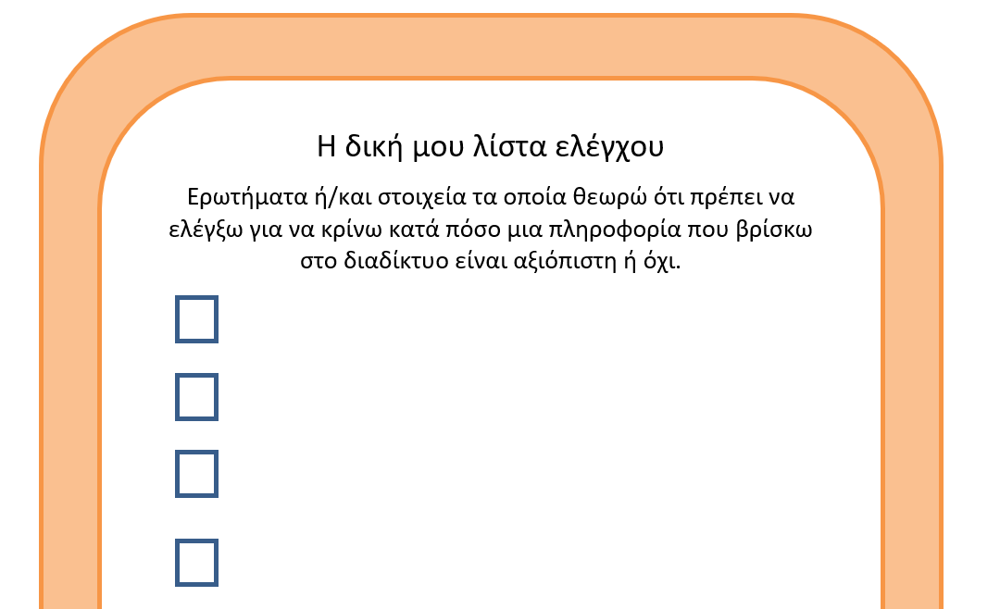 Η δική μου λίστα ελέγχου
Ερωτήματα ή/και στοιχεία τα οποία θεωρώ ότι πρέπει να
ελέγξω για να κρίνω κατά πόσο μια πληροφορία που βρίσκω
στο διαδίκτυο είναι αξιόπιστη ή όχι.